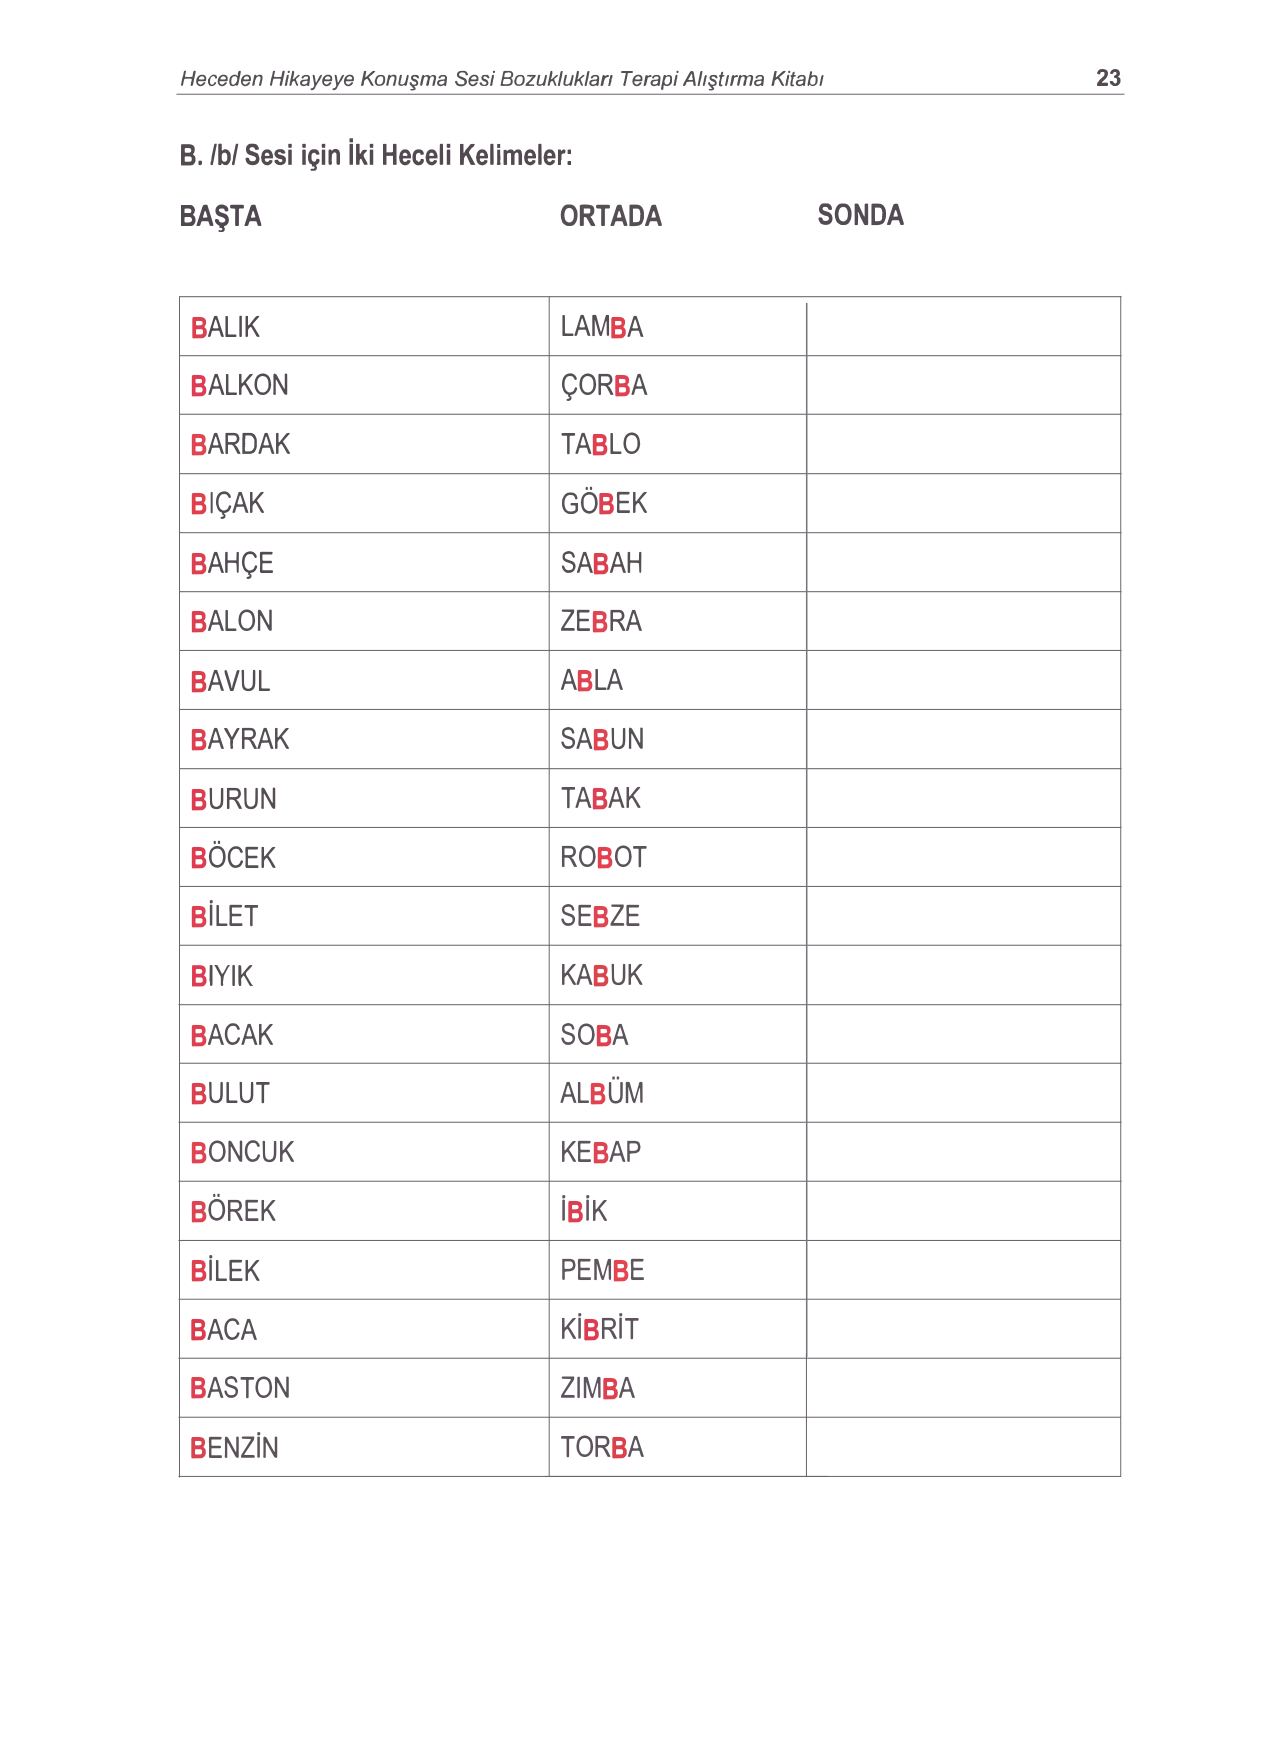 Heceden Hikayeye Konuşma Sesi Bozuklukları Terapi Alıştırma Kitabı 23
B. /b/ Sesi için İki Heceli Kelimeler:
BAŞTA ORTADA SONDA
BALIK LAMBA
BALKON ÇORBA
BARDAK TABLO
BIÇAK GÖBEK
BAHÇE SABAH
BALON ZEBRA
BAVUL ABLA
BAYRAK SABUN
BURUN TABAK
BÖCEK ROBOT
BİLET SEBZE
BIYIK KABUK
BACAK SOBA
BULUT ALBÜM
BONCUK KEBAP
BÖREK İBİK
BİLEK PEMBE
BACA KİBRİT
BASTON ZIMBA
BENZİN TORBA